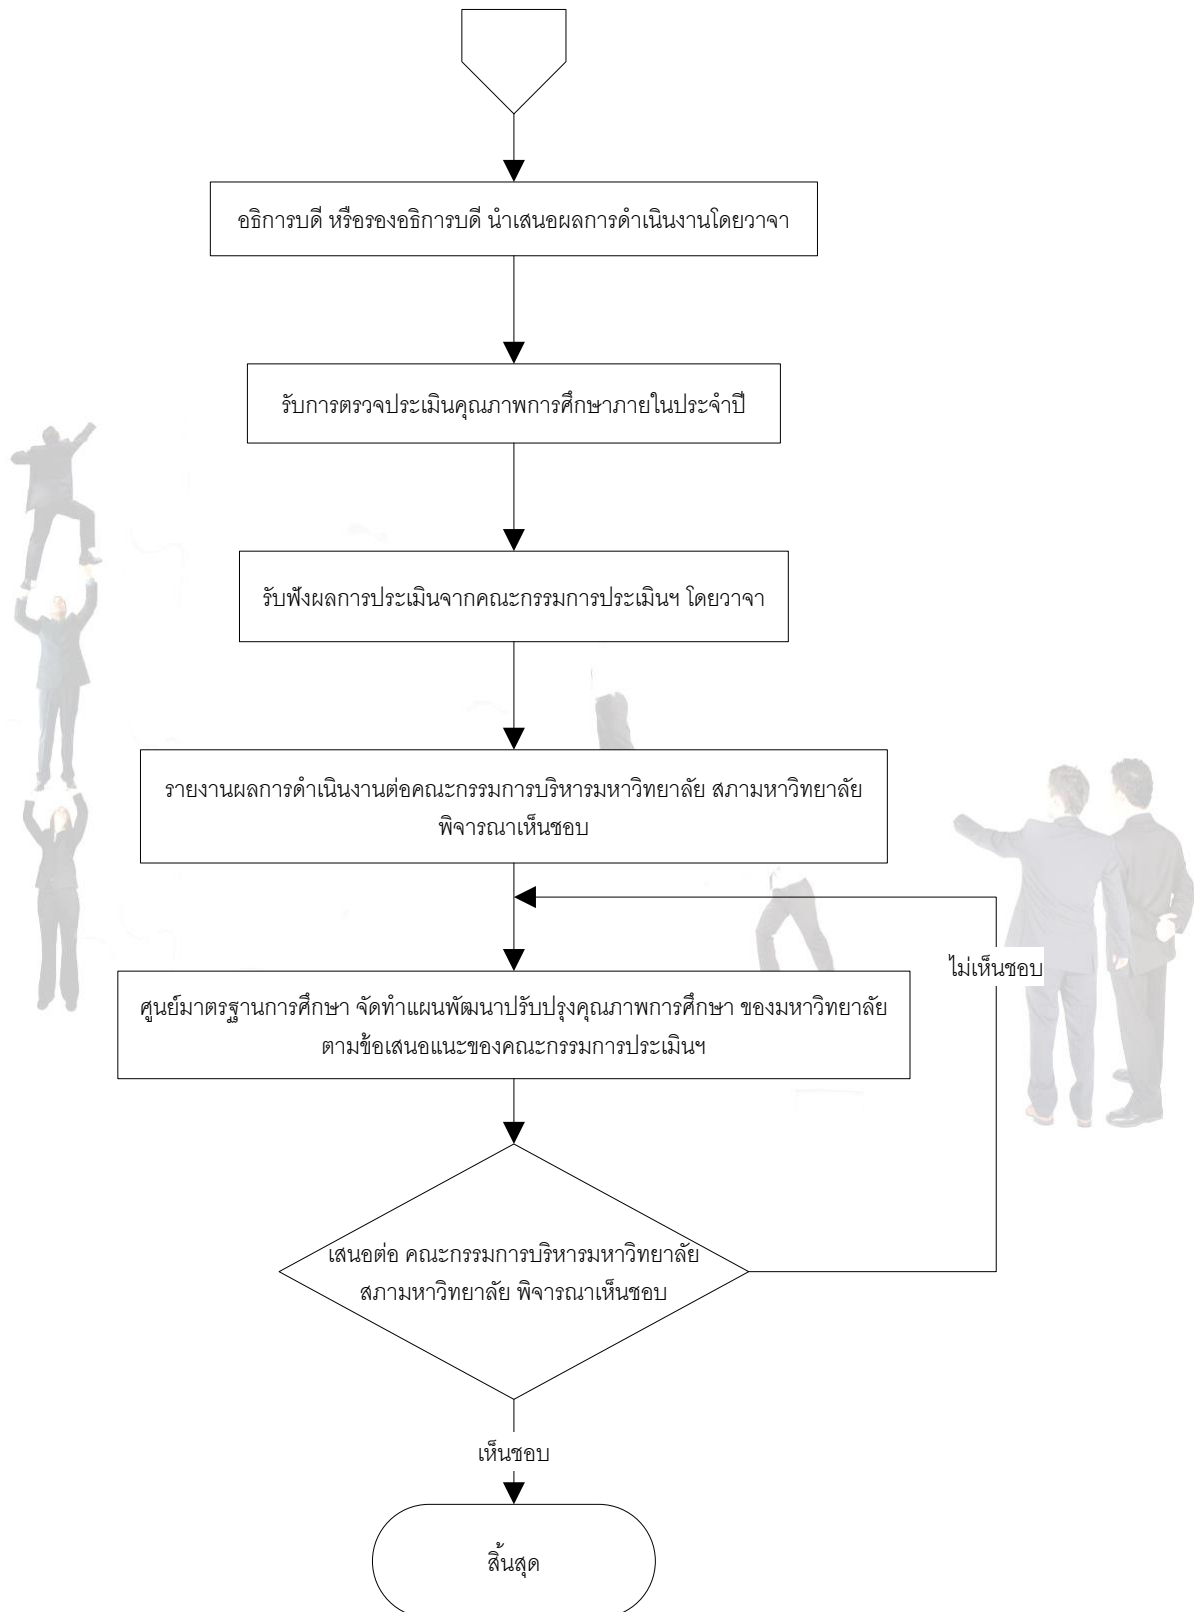 อธิการบดี หรือรองอธิการบดี นำเสนอผลการดำเนินงานโดยวาจา
รับการตรวจประเมินคุณภาพการศึกษาภายในประจำปี
รับฟังผลการประเมินจากคณะกรรมการประเมินฯ โดยวาจา
รายงานผลการดำเนินงานต่อคณะกรรมการบริหารมหาวิทยาลัย สภามหาวิทยาลัย
พิจารณาเห็นชอบ
ไม่เห็นชอบ
ศูนย์มาตรฐานการศึกษา จัดทำแผนพัฒนาปรับปรุงคุณภาพการศึกษา ของมหาวิทยาลัย
ตามข้อเสนอแนะของคณะกรรมการประเมินฯ
เสนอต่อ คณะกรรมการบริหารมหาวิทยาลัย
สภามหาวิทยาลัย พิจารณาเห็นชอบ
เห็นชอบ
สิ้นสุด